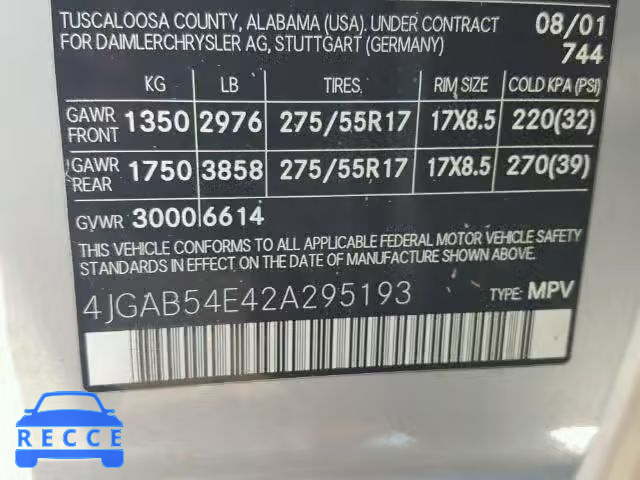 TUSCALOOSA COUNTY, ALABAMA (USA). UNDER CONTRACT 08/01
FOR DAIMLERCHRYSLER AG, STUTTGART (GERMANY) 744
KG LB TIRES RIM SIZE COLD KPA (PSI)
GAWR FRONT 1350 2976 275/55R17 17X8.5 220(32)
GAWR REAR 1750 3858 275/55R17 17X8.5 270(39)
GVWR 3000 6614
THIS VEHICLE CONFORMS TO ALL APPLICABLE FEDERAL MOTOR VEHICLE SAFETY
STANDARDS IN EFFECT ON THE DATE OF MANUFACTURE SHOWN ABOVE.
4JGAB54E42A295193 TYPE: MPV
RECCE